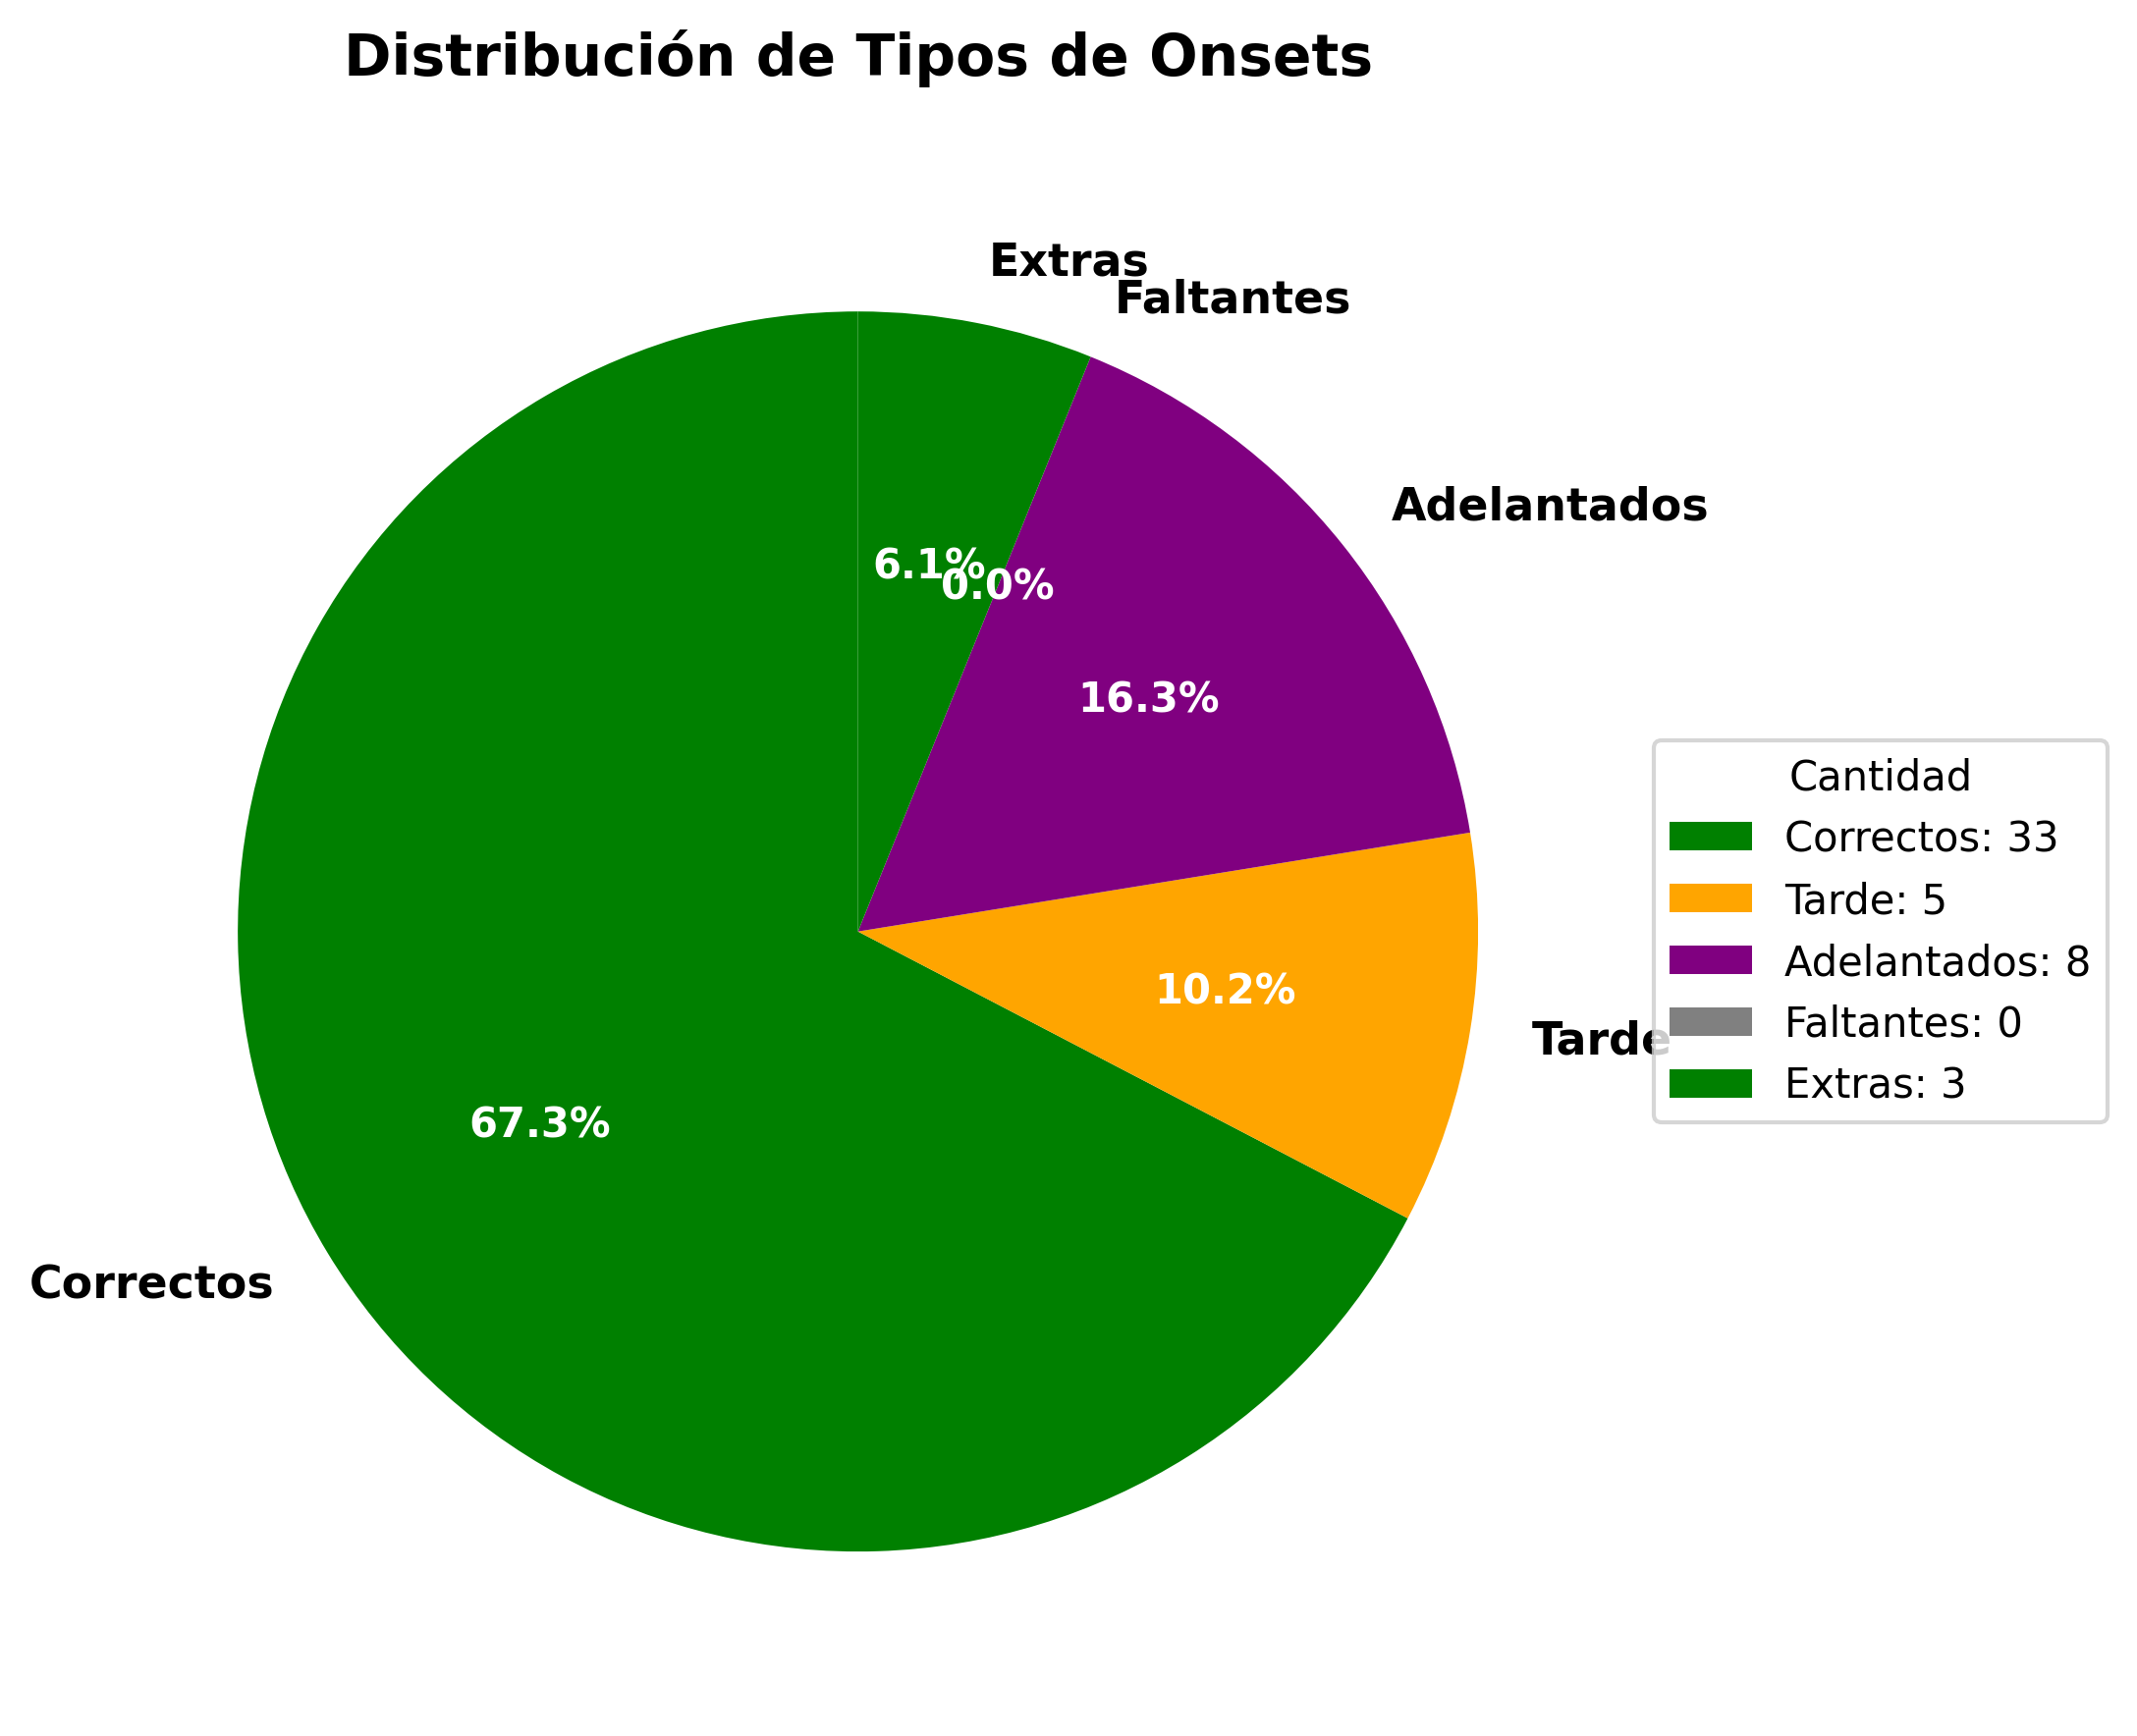 Distribución de Tipos de Onsets
Extras
Faltantes
Adelantados
6.1%
0.0%
16.3%
Cantidad
Correctos: 33
Tarde: 5
Adelantados: 8
Faltantes: 0
Extras: 3
10.2%
Tarde
67.3%
Correctos